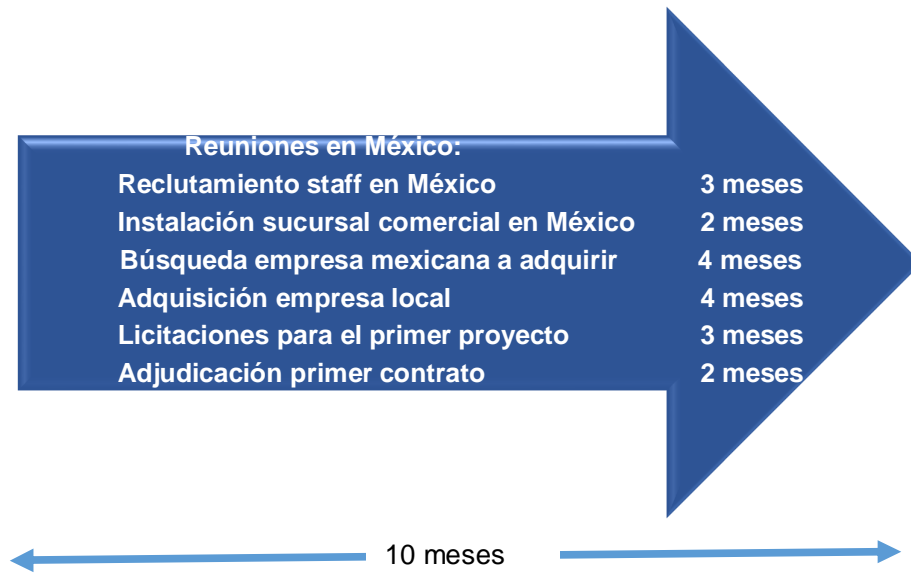 Reuniones en México:
Reclutamiento staff en México 3 meses
Instalación sucursal comercial en México 2 meses
Búsqueda empresa mexicana a adquirir 4 meses
Adquisición empresa local 4 meses
Licitaciones para el primer proyecto 3 meses
Adjudicación primer contrato 2 meses
10 meses